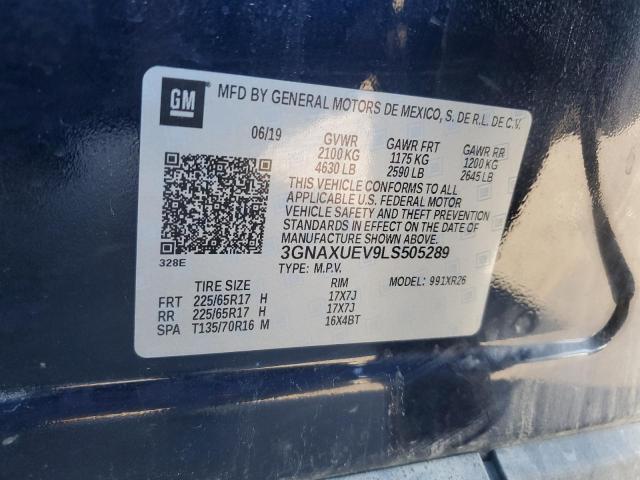 GM MFD BY GENERAL MOTORS DE MEXICO, S. DE R.L. DE C.V.
06/19 GVWR GAWR FRT GAWR RR
2100 KG 1175 KG 1200 KG
4630 LB 2590 LB 2645 LB
THIS VEHICLE CONFORMS TO ALL
APPLICABLE U.S. FEDERAL MOTOR
VEHICLE SAFETY AND THEFT PREVENTION
STANDARDS IN EFFECT ON THE DATE OF
MANUFACTURE SHOWN ABOVE.
328E 3GNAXUEV9LS505289
TYPE: M.P.V. MODEL: 991XR26
TIRE SIZE RIM
FRT 225/65R17 H 17X7J
RR 225/65R17 H 17X7J
SPA T135/70R16 M 16X4BT